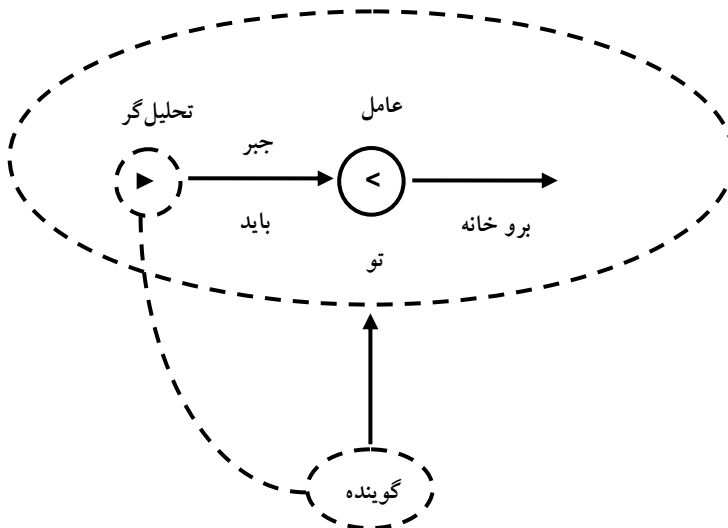 عامل
تحلیل‌گر
جبر
باید
برو خانه
تو
گوینده